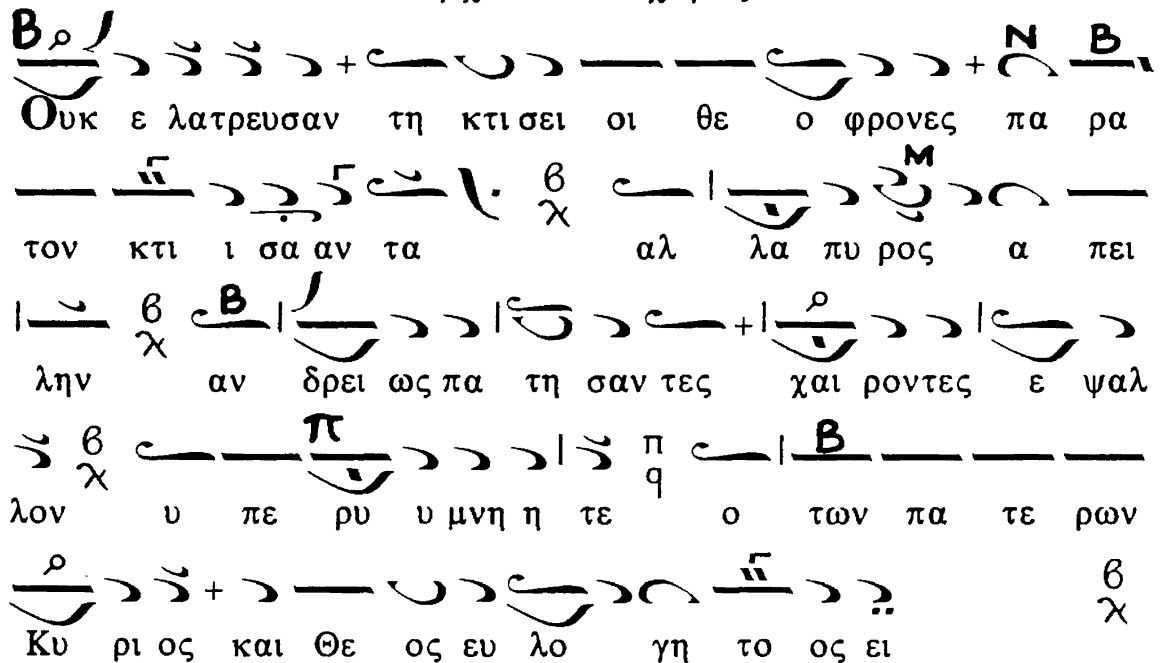 Β Ν Β
Ουκ ε λατρευσαν τη κτι σει οι θε ο φρονες πα ρα
Μ
β χ
τον κτι ι σα αν τα αλ λα πυ ρος α πει
β χ Β
λην αν δρει ως πα τη σαν τες χαι ροντες ε ψαλ
β χ π π q Β
λον υ πε ρυ υ μνη η τε ο των πα τε ρων
β χ
Κυ ρι ος και Θε ος ευ λο γη το ος ει